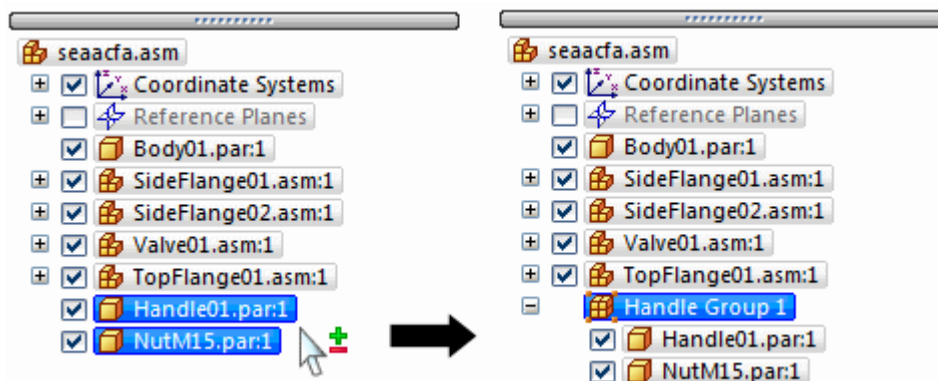 seaacfa.asm
Coordinate Systems
Reference Planes
Body01.par:1
SideFlange01.asm:1
SideFlange02.asm:1
Valve01.asm:1
TopFlange01.asm:1
Handle01.par:1
NutM15.par:1
seaacfa.asm
Coordinate Systems
Reference Planes
Body01.par:1
SideFlange01.asm:1
SideFlange02.asm:1
Valve01.asm:1
TopFlange01.asm:1
Handle Group 1
Handle01.par:1
NutM15.par:1